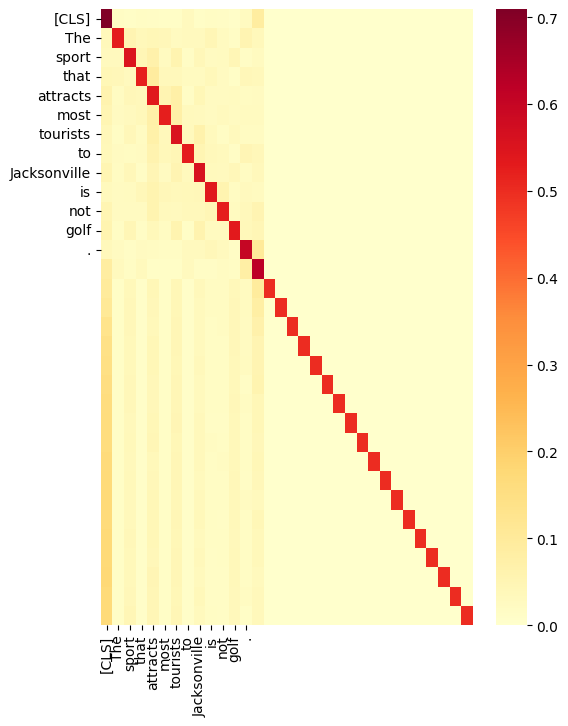 [CLS]
The
sport
that
attracts
most
tourists
to
Jacksonville
is
not
golf
.
[CLS]
The
sport
that
attracts
most
tourists
to
Jacksonville
is
not
golf
.
0.7
0.6
0.5
0.4
0.3
0.2
0.1
0.0